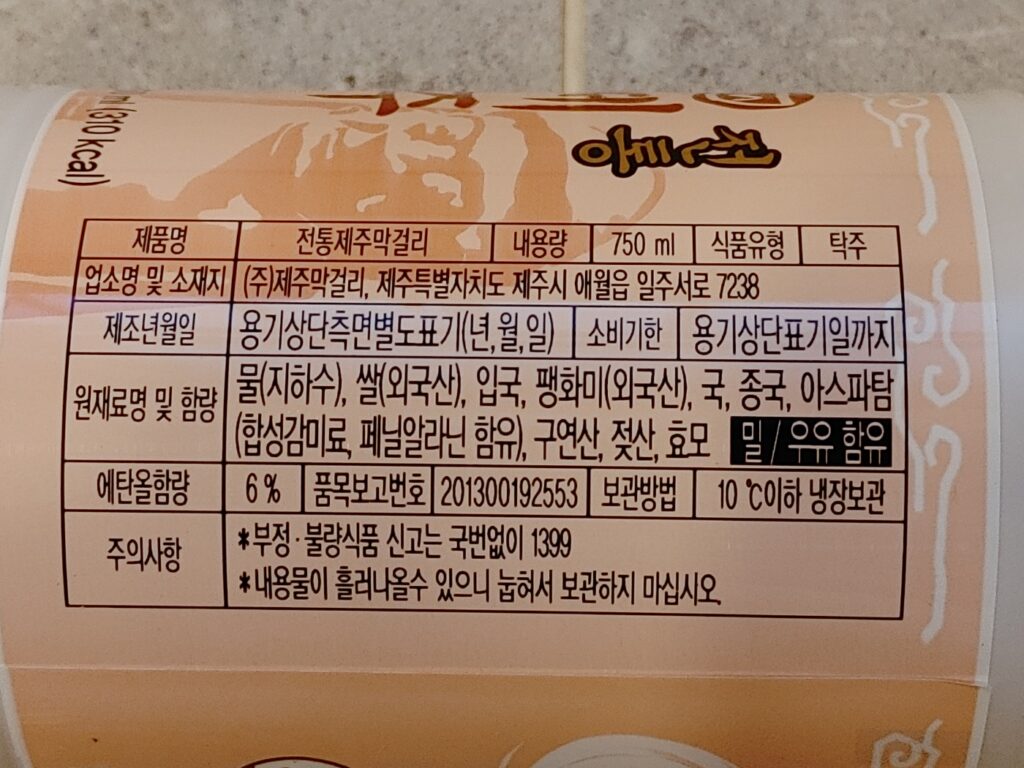 ml (310 kcal)
전통
제품명 전통제주막걸리 내용량 750 ml 식품유형 탁주
업소명 및 소재지 (주)제주막걸리, 제주특별자치도 제주시 애월읍 일주서로 7238
제조년월일 용기상단측면별도표기(년,월,일) 소비기한 용기상단표기일까지
원재료명 및 함량 물(지하수), 쌀(외국산), 입국, 팽화미(외국산), 국, 종국, 아스파탐
(합성감미료, 페닐알라닌 함유), 구연산, 젖산, 효모 밀/우유 함유
에탄올함량 6% 품목보고번호 201300192553 보관방법 10℃이하 냉장보관
주의사항 *부정·불량식품 신고는 국번없이 1399
*내용물이 흘러나올수 있으니 눕혀서 보관하지 마십시오.